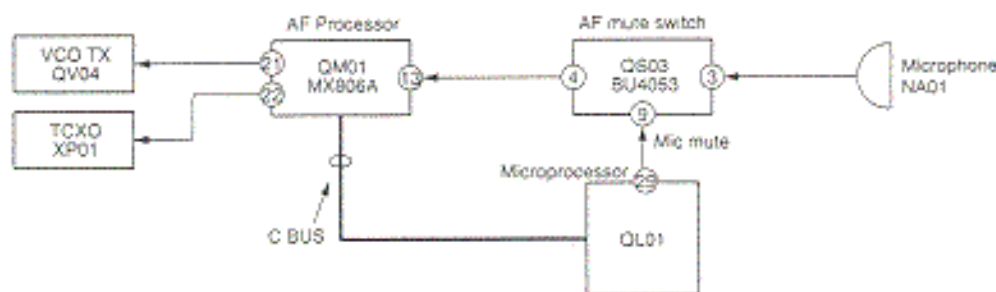 AF Processor
AF mute switch
VCO TX
QV04
21
QM01
MX806A
13
4
QS03
BU4053
3
Microphone
NA01
22
TCXO
XP01
9
Mic mute
Microprocessor
C BUS
QL01